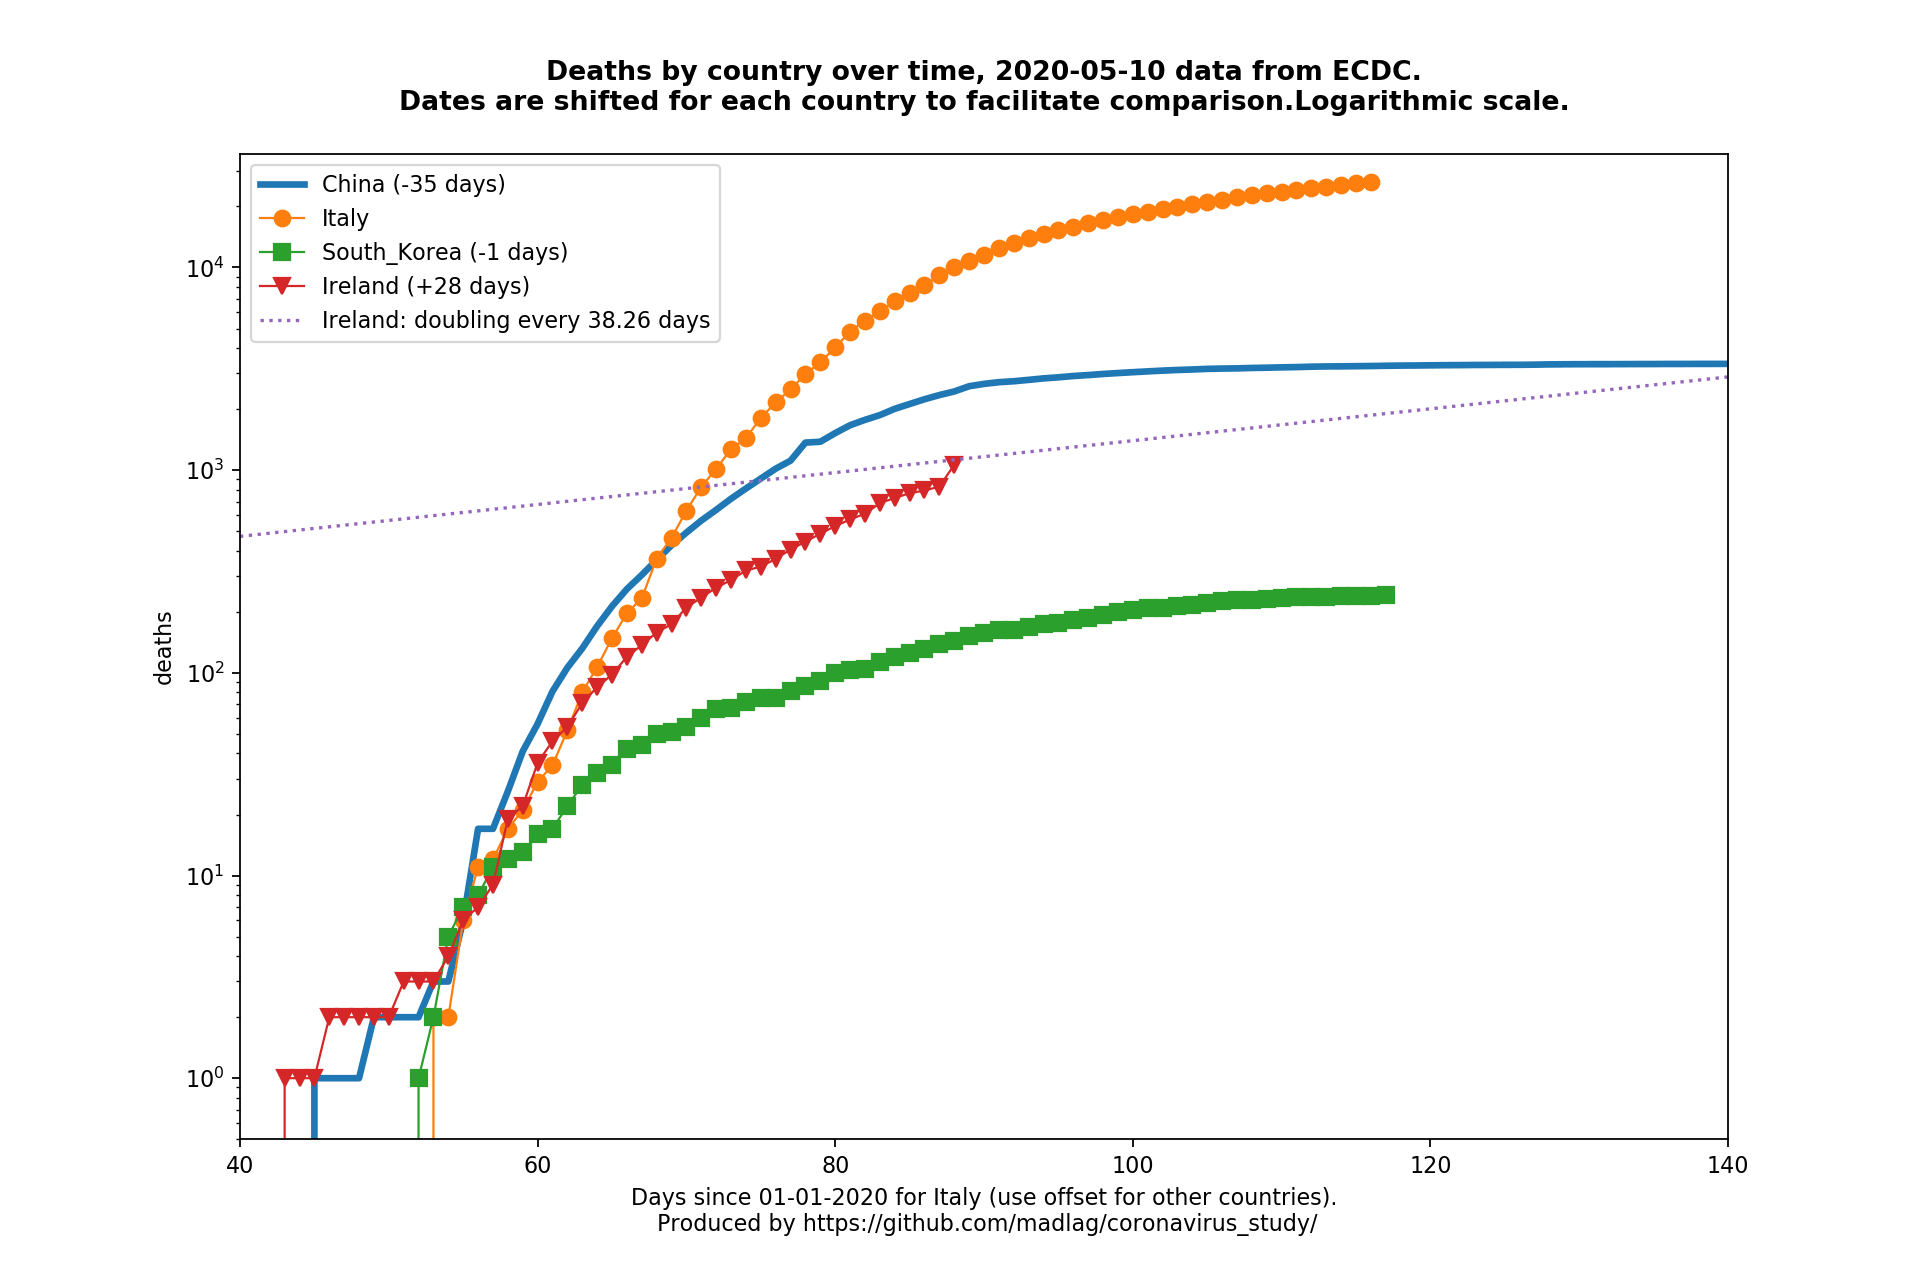 Deaths by country over time, 2020-05-10 data from ECDC.
Dates are shifted for each country to facilitate comparison.Logarithmic scale.
China (-35 days)
Italy
South_Korea (-1 days)
Ireland (+28 days)
Ireland: doubling every 38.26 days
10⁴
10³
10²
10¹
10⁰
deaths
40 60 80 100 120 140
Days since 01-01-2020 for Italy (use offset for other countries).
Produced by https://github.com/madlag/coronavirus_study/